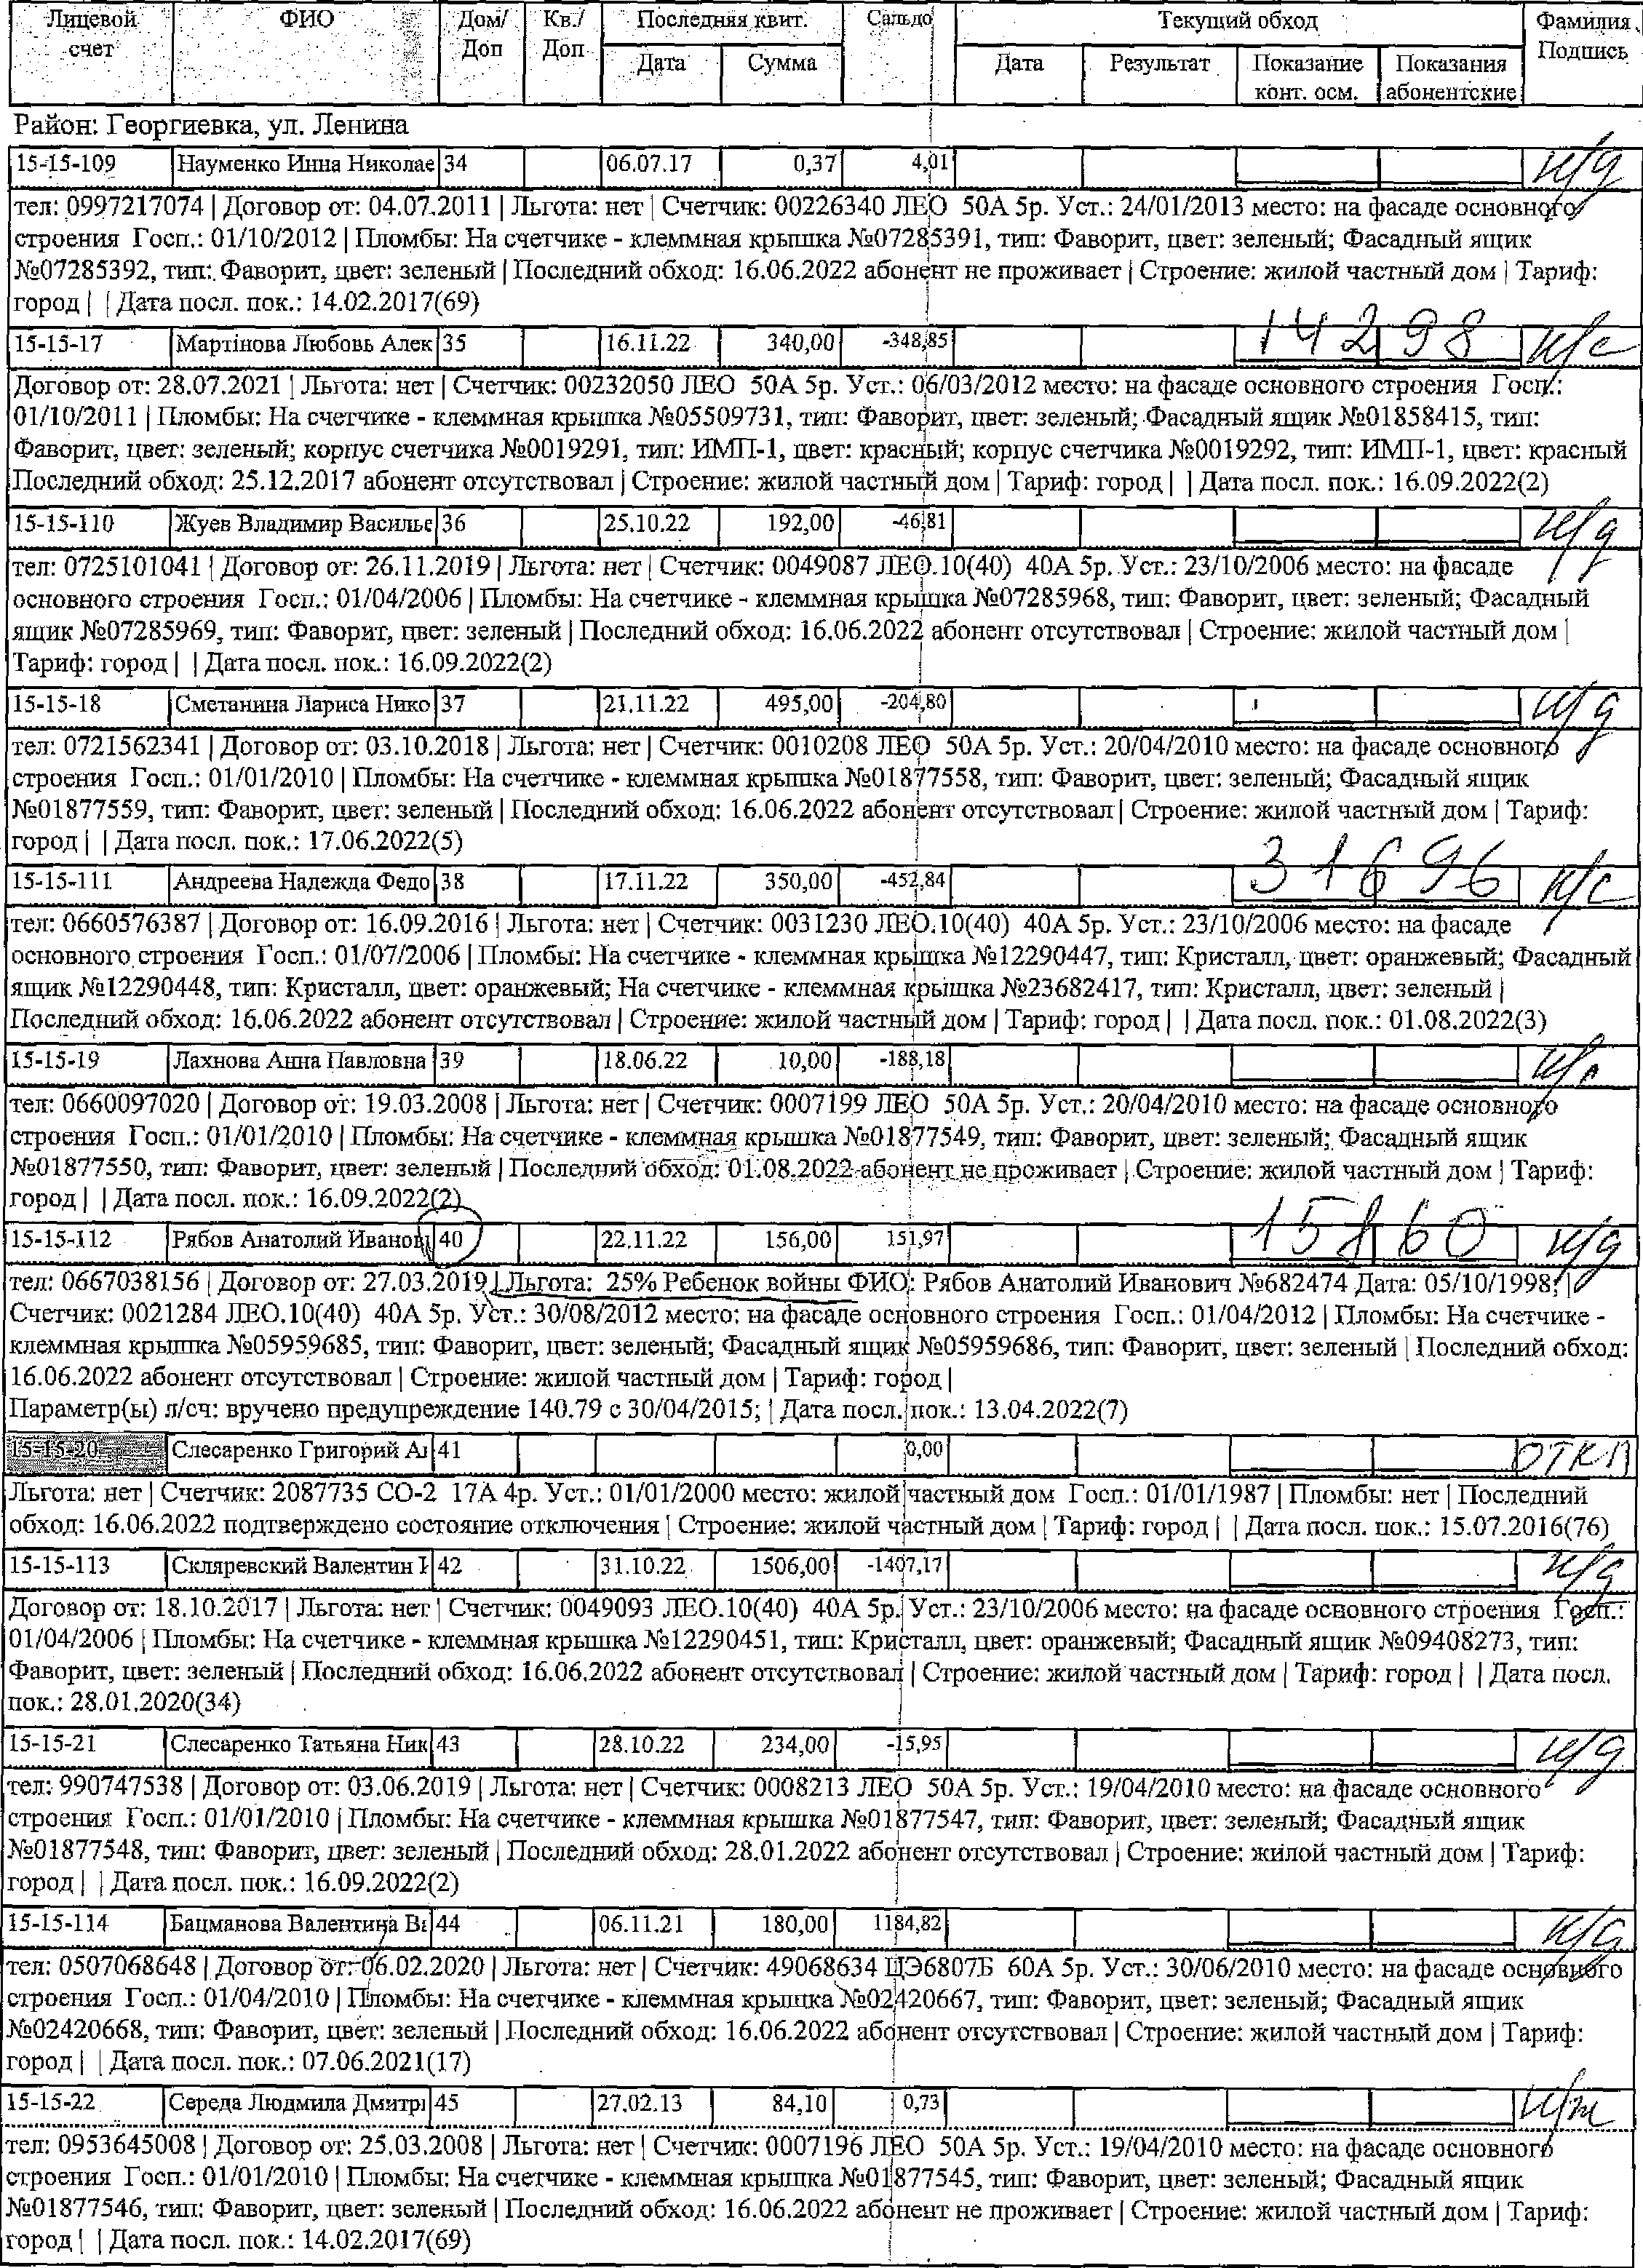 Лицевой счет ФИО Дом/Доп Кв./Доп Последняя квит. Сальдо Текущий обход Фамилия Подпись
Дата Сумма Дата Результат Показание конт. осм. Показания абонентские
Район: Георгиевка, ул. Ленина
15-15-109 Науменко Инна Николае 34 06.07.17 0,37 4,01 н/д
тел: 0997217074 | Договор от: 04.07.2011 | Льгота: нет | Счетчик: 00226340 ЛЕО 50А 5р. Уст.: 24/01/2013 место: на фасаде основного
строения Госп.: 01/10/2012 | Пломбы: На счетчике - клеммная крышка №07285391, тип: Фаворит, цвет: зеленый; Фасадный ящик
№07285392, тип: Фаворит, цвет: зеленый | Последний обход: 16.06.2022 абонент не проживает | Строение: жилой частный дом | Тариф:
город | | Дата посл. пок.: 14.02.2017(69)
15-15-17 Мартінова Любовь Алек 35 16.11.22 340,00 -348,85 14298 н/с
Договор от: 28.07.2021 | Льгота: нет | Счетчик: 00232050 ЛЕО 50А 5р. Уст.: 06/03/2012 место: на фасаде основного строения Госп.:
01/10/2011 | Пломбы: На счетчике - клеммная крышка №05509731, тип: Фаворит, цвет: зеленый; Фасадный ящик №01858415, тип:
Фаворит, цвет: зеленый; корпус счетчика №0019291, тип: ИМП-1, цвет: красный; корпус счетчика №0019292, тип: ИМП-1, цвет: красный
Последний обход: 25.12.2017 абонент отсутствовал | Строение: жилой частный дом | Тариф: город | | Дата посл. пок.: 16.09.2022(2)
15-15-110 Жуев Владимир Василье 36 25.10.22 192,00 -46,81 н/д
тел: 0725101041 | Договор от: 26.11.2019 | Льгота: нет | Счетчик: 0049087 ЛЕО.10(40) 40А 5р. Уст.: 23/10/2006 место: на фасаде
основного строения Госп.: 01/04/2006 | Пломбы: На счетчике - клеммная крышка №07285968, тип: Фаворит, цвет: зеленый; Фасадный
ящик №07285969, тип: Фаворит, цвет: зеленый | Последний обход: 16.06.2022 абонент отсутствовал | Строение: жилой частный дом |
Тариф: город | | Дата посл. пок.: 16.09.2022(2)
15-15-18 Сметанина Лариса Нико 37 21.11.22 495,00 -204,80 н/д
тел: 0721562341 | Договор от: 03.10.2018 | Льгота: нет | Счетчик: 0010208 ЛЕО 50А 5р. Уст.: 20/04/2010 место: на фасаде основного
строения Госп.: 01/01/2010 | Пломбы: На счетчике - клеммная крышка №01877558, тип: Фаворит, цвет: зеленый; Фасадный ящик
№01877559, тип: Фаворит, цвет: зеленый | Последний обход: 16.06.2022 абонент отсутствовал | Строение: жилой частный дом | Тариф:
город | | Дата посл. пок.: 17.06.2022(5)
15-15-111 Андреева Надежда Федо 38 17.11.22 350,00 -452,84 31696 н/с
тел: 0660576387 | Договор от: 16.09.2016 | Льгота: нет | Счетчик: 0031230 ЛЕО.10(40) 40А 5р. Уст.: 23/10/2006 место: на фасаде
основного строения Госп.: 01/07/2006 | Пломбы: На счетчике - клеммная крышка №12290447, тип: Кристалл, цвет: оранжевый; Фасадный
ящик №12290448, тип: Кристалл, цвет: оранжевый; На счетчике - клеммная крышка №23682417, тип: Кристалл, цвет: зеленый |
Последний обход: 16.06.2022 абонент отсутствовал | Строение: жилой частный дом | Тариф: город | | Дата посл. пок.: 01.08.2022(3)
15-15-19 Лахнова Анна Павловна 39 18.06.22 10,00 -188,18
тел: 0660097020 | Договор от: 19.03.2008 | Льгота: нет | Счетчик: 0007199 ЛЕО 50А 5р. Уст.: 20/04/2010 место: на фасаде основного
строения Госп.: 01/01/2010 | Пломбы: На счетчике - клеммная крышка №01877549, тип: Фаворит, цвет: зеленый; Фасадный ящик
№01877550, тип: Фаворит, цвет: зеленый | Последний обход: 01.08.2022 абонент не проживает | Строение: жилой частный дом | Тариф:
город | | Дата посл. пок.: 16.09.2022(2)
15-15-112 Рябов Анатолий Иванов 40 22.11.22 156,00 151,97 15860 н/д
тел: 0667038156 | Договор от: 27.03.2019 | Льгота: 25% Ребенок войны ФИО: Рябов Анатолий Иванович №682474 Дата: 05/10/1998; |
Счетчик: 0021284 ЛЕО.10(40) 40А 5р. Уст.: 30/08/2012 место: на фасаде основного строения Госп.: 01/04/2012 | Пломбы: На счетчике -
клеммная крышка №05959685, тип: Фаворит, цвет: зеленый; Фасадный ящик №05959686, тип: Фаворит, цвет: зеленый | Последний обход:
16.06.2022 абонент отсутствовал | Строение: жилой частный дом | Тариф: город |
Параметр(ы) л/сч: вручено предупреждение 140.79 с 30/04/2015; | Дата посл. пок.: 13.04.2022(7)
15-15-20 Слесаренко Григорий Ал 41 0,00 ОТКЛ
Льгота: нет | Счетчик: 2087735 СО-2 17А 4р. Уст.: 01/01/2000 место: жилой частный дом Госп.: 01/01/1987 | Пломбы: нет | Последний
обход: 16.06.2022 подтверждено состояние отключения | Строение: жилой частный дом | Тариф: город | | Дата посл. пок.: 15.07.2016(76)
15-15-113 Скляревский Валентин 42 31.10.22 1506,00 -1407,17 н/д
Договор от: 18.10.2017 | Льгота: нет | Счетчик: 0049093 ЛЕО.10(40) 40А 5р. Уст.: 23/10/2006 место: на фасаде основного строения Госп.:
01/04/2006 | Пломбы: На счетчике - клеммная крышка №12290451, тип: Кристалл, цвет: оранжевый; Фасадный ящик №09408273, тип:
Фаворит, цвет: зеленый | Последний обход: 16.06.2022 абонент отсутствовал | Строение: жилой частный дом | Тариф: город | | Дата посл.
пок.: 28.01.2020(34)
15-15-21 Слесаренко Татьяна Ник 43 28.10.22 234,00 -15,95 н/д
тел: 990747538 | Договор от: 03.06.2019 | Льгота: нет | Счетчик: 0008213 ЛЕО 50А 5р. Уст.: 19/04/2010 место: на фасаде основного
строения Госп.: 01/01/2010 | Пломбы: На счетчике - клеммная крышка №01877547, тип: Фаворит, цвет: зеленый; Фасадный ящик
№01877548, тип: Фаворит, цвет: зеленый | Последний обход: 28.01.2022 абонент отсутствовал | Строение: жилой частный дом | Тариф:
город | | Дата посл. пок.: 16.09.2022(2)
15-15-114 Бацманова Валентина Ва 44 06.11.21 180,00 1184,82 н/д
тел: 0507068648 | Договор от: 06.02.2020 | Льгота: нет | Счетчик: 49068634 ЦЭ6807Б 60А 5р. Уст.: 30/06/2010 место: на фасаде основного
строения Госп.: 01/04/2010 | Пломбы: На счетчике - клеммная крышка №02420667, тип: Фаворит, цвет: зеленый; Фасадный ящик
№02420668, тип: Фаворит, цвет: зеленый | Последний обход: 16.06.2022 абонент отсутствовал | Строение: жилой частный дом | Тариф:
город | | Дата посл. пок.: 07.06.2021(17)
15-15-22 Середа Людмила Дмитри 45 27.02.13 84,10 0,73
тел: 0953645008 | Договор от: 25.03.2008 | Льгота: нет | Счетчик: 0007196 ЛЕО 50А 5р. Уст.: 19/04/2010 место: на фасаде основного
строения Госп.: 01/01/2010 | Пломбы: На счетчике - клеммная крышка №01877545, тип: Фаворит, цвет: зеленый; Фасадный ящик
№01877546, тип: Фаворит, цвет: зеленый | Последний обход: 16.06.2022 абонент не проживает | Строение: жилой частный дом | Тариф:
город | | Дата посл. пок.: 14.02.2017(69)